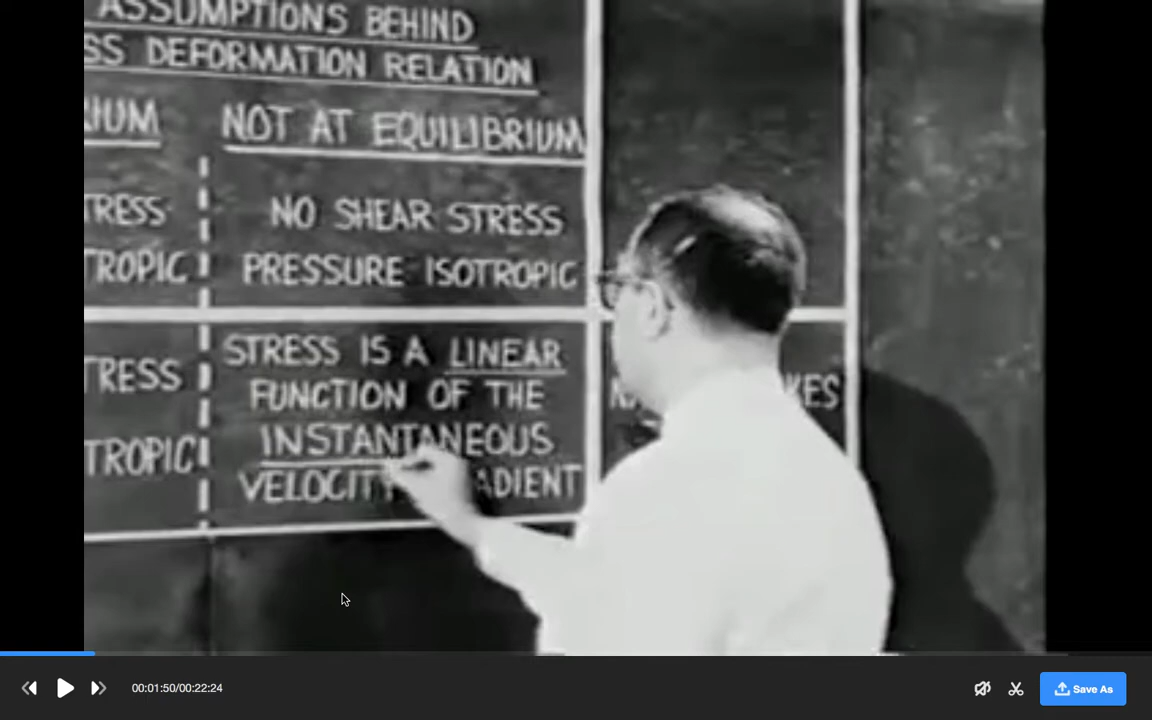 ASSUMPTIONS BEHIND
SS DEFORMATION RELATION
IUM
NOT AT EQUILIBRIUM
TRESS
NO SHEAR STRESS
TROPIC
PRESSURE ISOTROPIC
STRESS IS A LINEAR
TRESS
FUNCTION OF THE
KES
INSTANTANEOUS
TROPIC
VELOCITY ADIENT
00:01:50/00:22:24
Save As